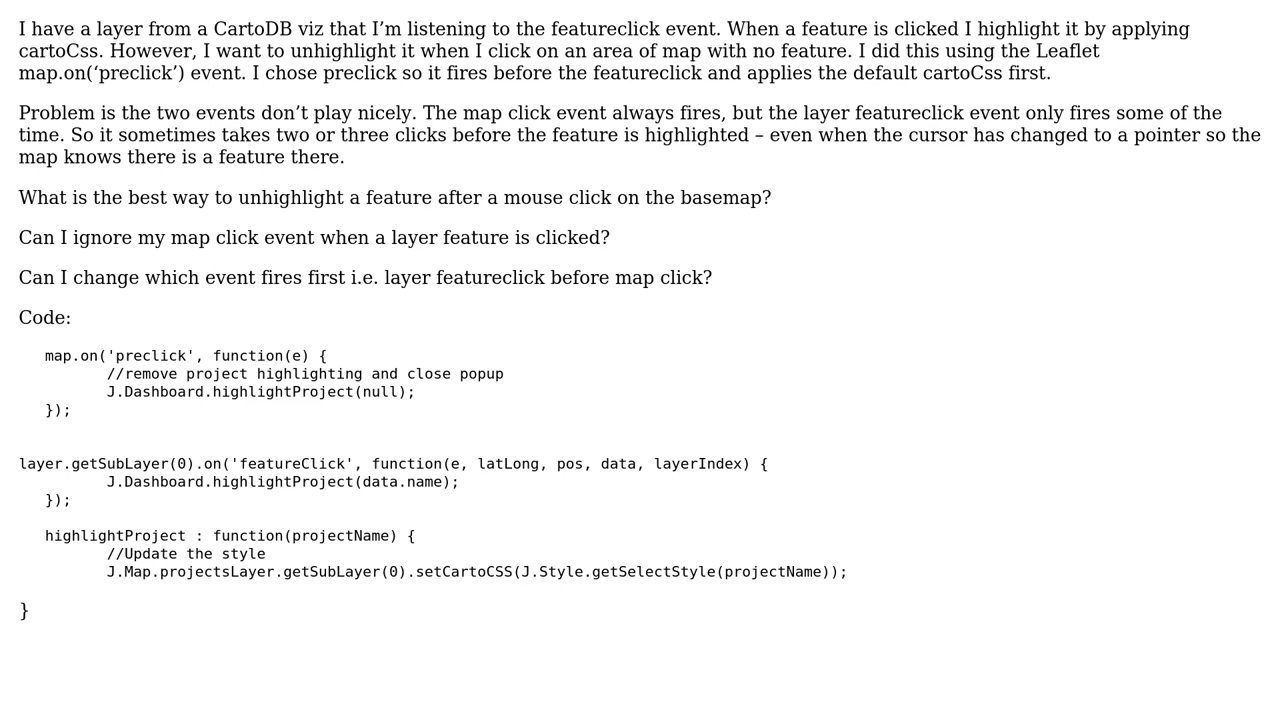 I have a layer from a CartoDB viz that I’m listening to the featureclick event. When a feature is clicked I highlight it by applying
cartoCss. However, I want to unhighlight it when I click on an area of map with no feature. I did this using the Leaflet
map.on(‘preclick’) event. I chose preclick so it fires before the featureclick and applies the default cartoCss first.
Problem is the two events don’t play nicely. The map click event always fires, but the layer featureclick event only fires some of the
time. So it sometimes takes two or three clicks before the feature is highlighted – even when the cursor has changed to a pointer so the
map knows there is a feature there.
What is the best way to unhighlight a feature after a mouse click on the basemap?
Can I ignore my map click event when a layer feature is clicked?
Can I change which event fires first i.e. layer featureclick before map click?
Code:
map.on('preclick', function(e) {
//remove project highlighting and close popup
J.Dashboard.highlightProject(null);
});
layer.getSubLayer(0).on('featureClick', function(e, latLong, pos, data, layerIndex) {
J.Dashboard.highlightProject(data.name);
});
highlightProject : function(projectName) {
//Update the style
J.Map.projectsLayer.getSubLayer(0).setCartoCSS(J.Style.getSelectStyle(projectName));
}